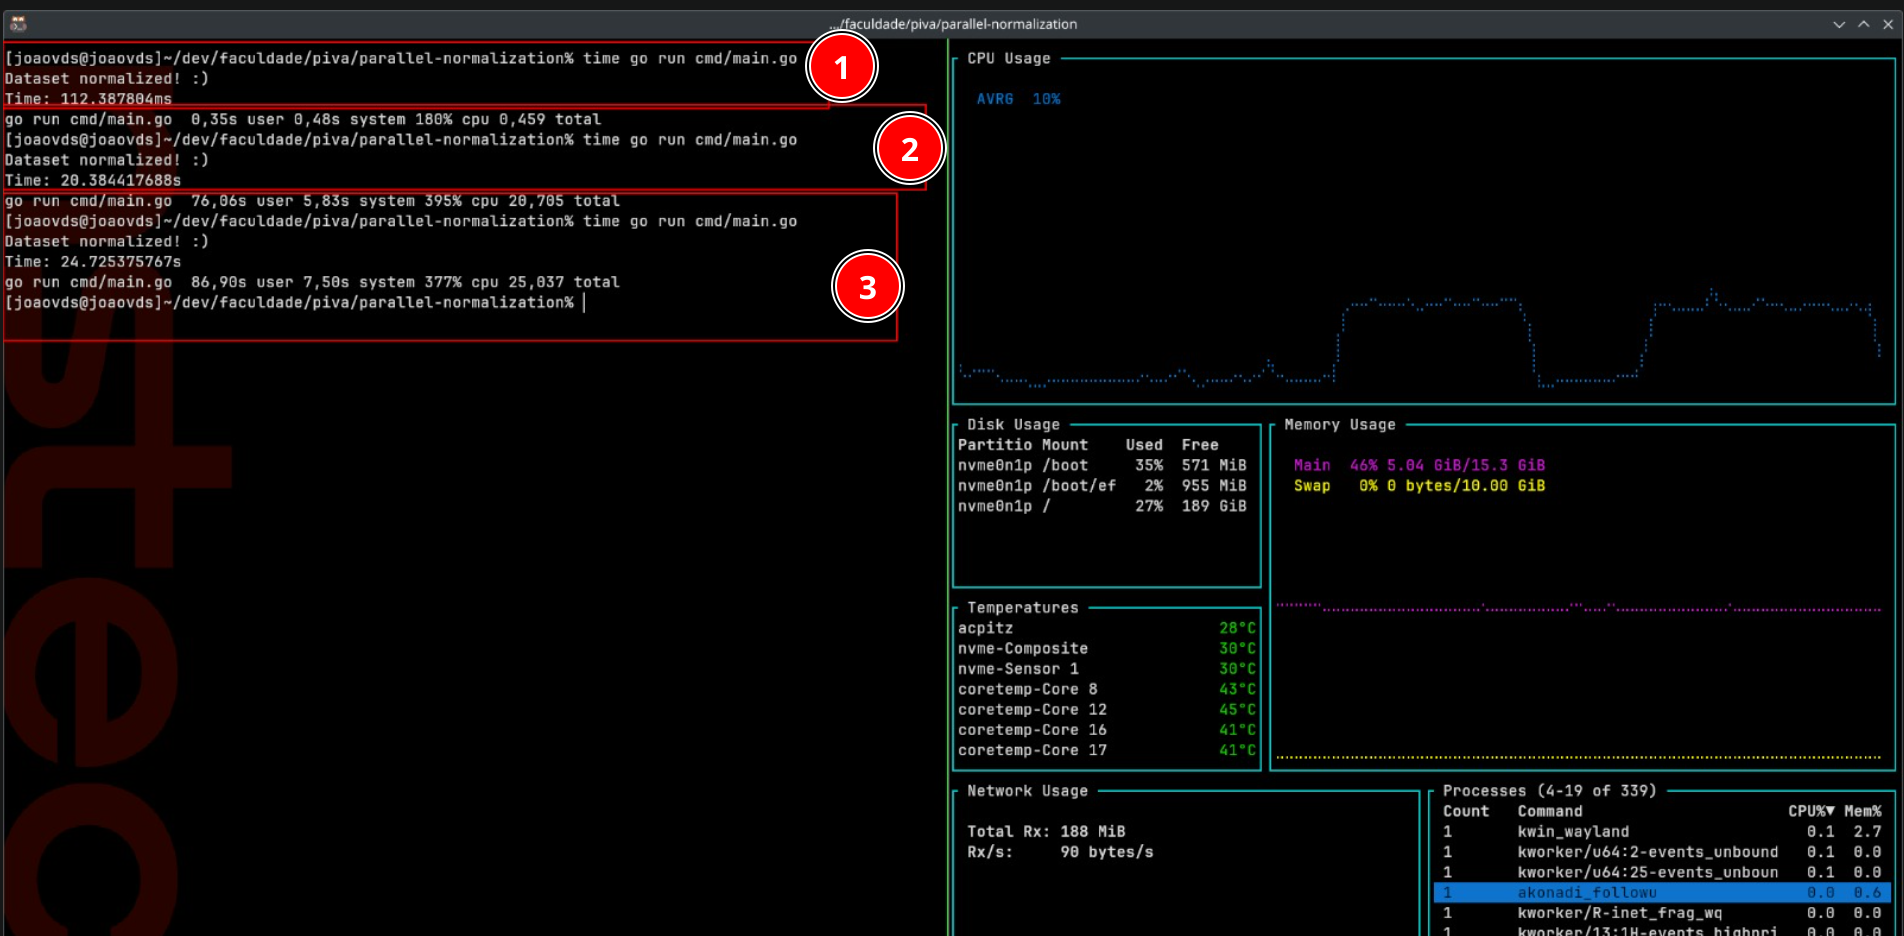 .../faculdade/piva/parallel-normalization
[joaovds@joaovds]~/dev/faculdade/piva/parallel-normalization% time go run cmd/main.go
Dataset normalized! :)
Time: 112.387804ms
go run cmd/main.go  0,35s user 0,48s system 180% cpu 0,459 total
[joaovds@joaovds]~/dev/faculdade/piva/parallel-normalization% time go run cmd/main.go
Dataset normalized! :)
Time: 20.384417688s
go run cmd/main.go  76,06s user 5,83s system 395% cpu 20,705 total
[joaovds@joaovds]~/dev/faculdade/piva/parallel-normalization% time go run cmd/main.go
Dataset normalized! :)
Time: 24.725375767s
go run cmd/main.go  86,90s user 7,50s system 377% cpu 25,037 total
[joaovds@joaovds]~/dev/faculdade/piva/parallel-normalization%
1
2
3
CPU Usage
AVRG 10%
Disk Usage
Partitio Mount Used Free
nvme0n1p /boot 35% 571 MiB
nvme0n1p /boot/ef 2% 955 MiB
nvme0n1p / 27% 189 GiB
Memory Usage
Main 46% 5.04 GiB/15.3 GiB
Swap 0% 0 bytes/10.00 GiB
Temperatures
acpitz 28°C
nvme-Composite 30°C
nvme-Sensor 1 30°C
coretemp-Core 8 43°C
coretemp-Core 12 45°C
coretemp-Core 16 41°C
coretemp-Core 17 41°C
Network Usage
Total Rx: 188 MiB
Rx/s: 90 bytes/s
Processes (4-19 of 339)
Count Command CPU%▼ Mem%
1 kwin_wayland 0.1 2.7
1 kworker/u64:2-events_unbound 0.1 0.0
1 kworker/u64:25-events_unboun 0.1 0.0
1 akonadi_followu 0.0 0.6
1 kworker/R-inet_frag_wq 0.0 0.0
1 kworker/13:1H-events_highpri 0.0 0.0